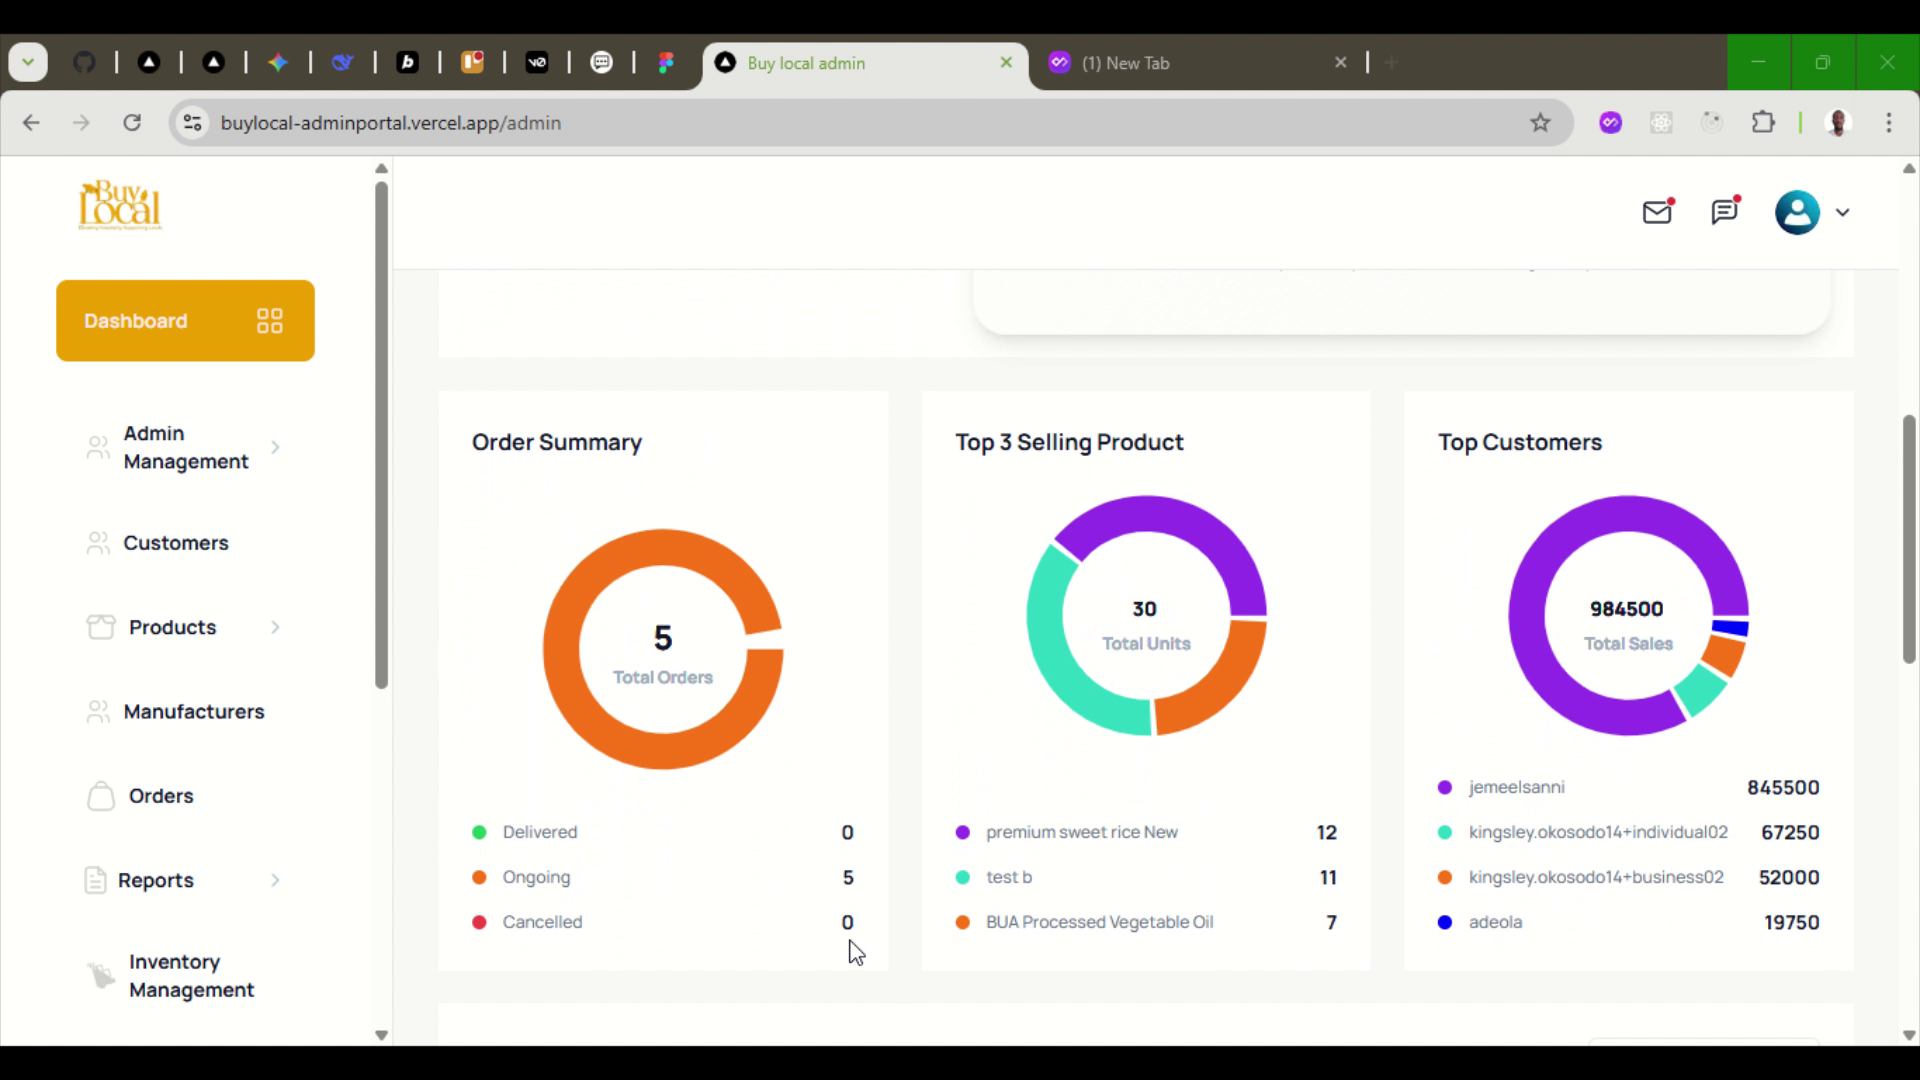 Buy local admin
(1) New Tab
buylocal-adminportal.vercel.app/admin
Buy
Local
Dashboard
Admin
Management
Customers
Products
Manufacturers
Orders
Reports
Inventory
Management
Order Summary
5
Total Orders
Delivered 0
Ongoing 5
Cancelled 0
Top 3 Selling Product
30
Total Units
premium sweet rice New 12
test b 11
BUA Processed Vegetable Oil 7
Top Customers
984500
Total Sales
jemeelsanni 845500
kingsley.okosodo14+individual02 67250
kingsley.okosodo14+business02 52000
adeola 19750